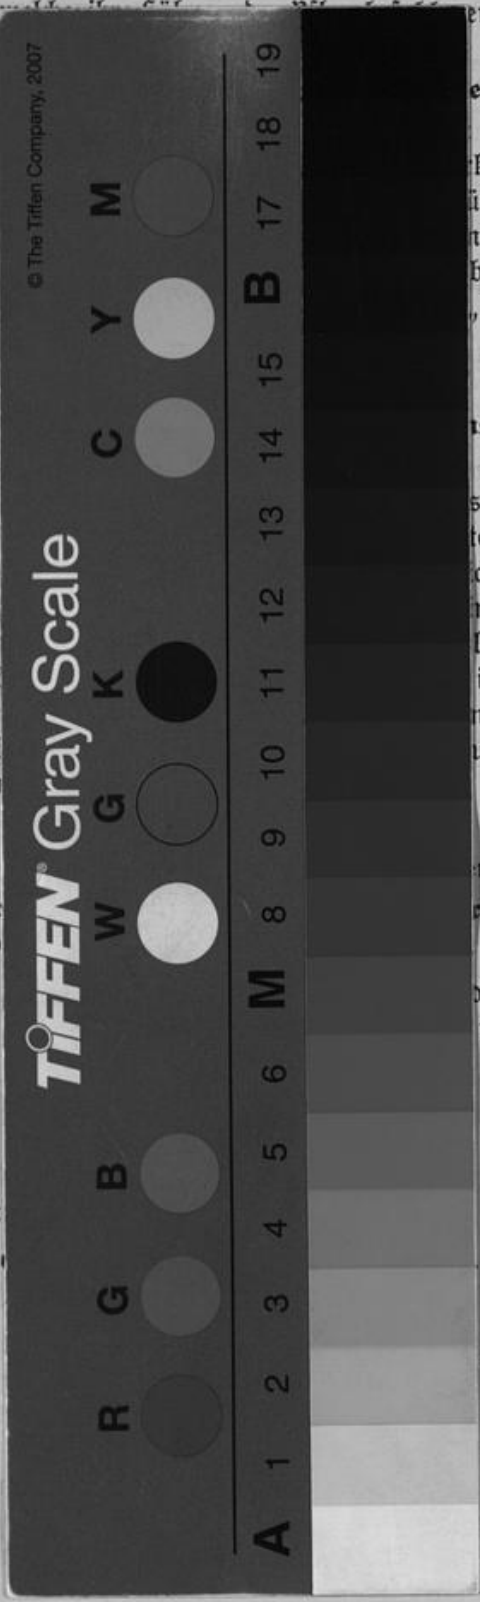 © The Tiffen Company, 2007
TIFFEN® Gray Scale
R G B W G K C Y M
A 1 2 3 4 5 6 M 8 9 10 11 12 13 14 15 B 17 18 19